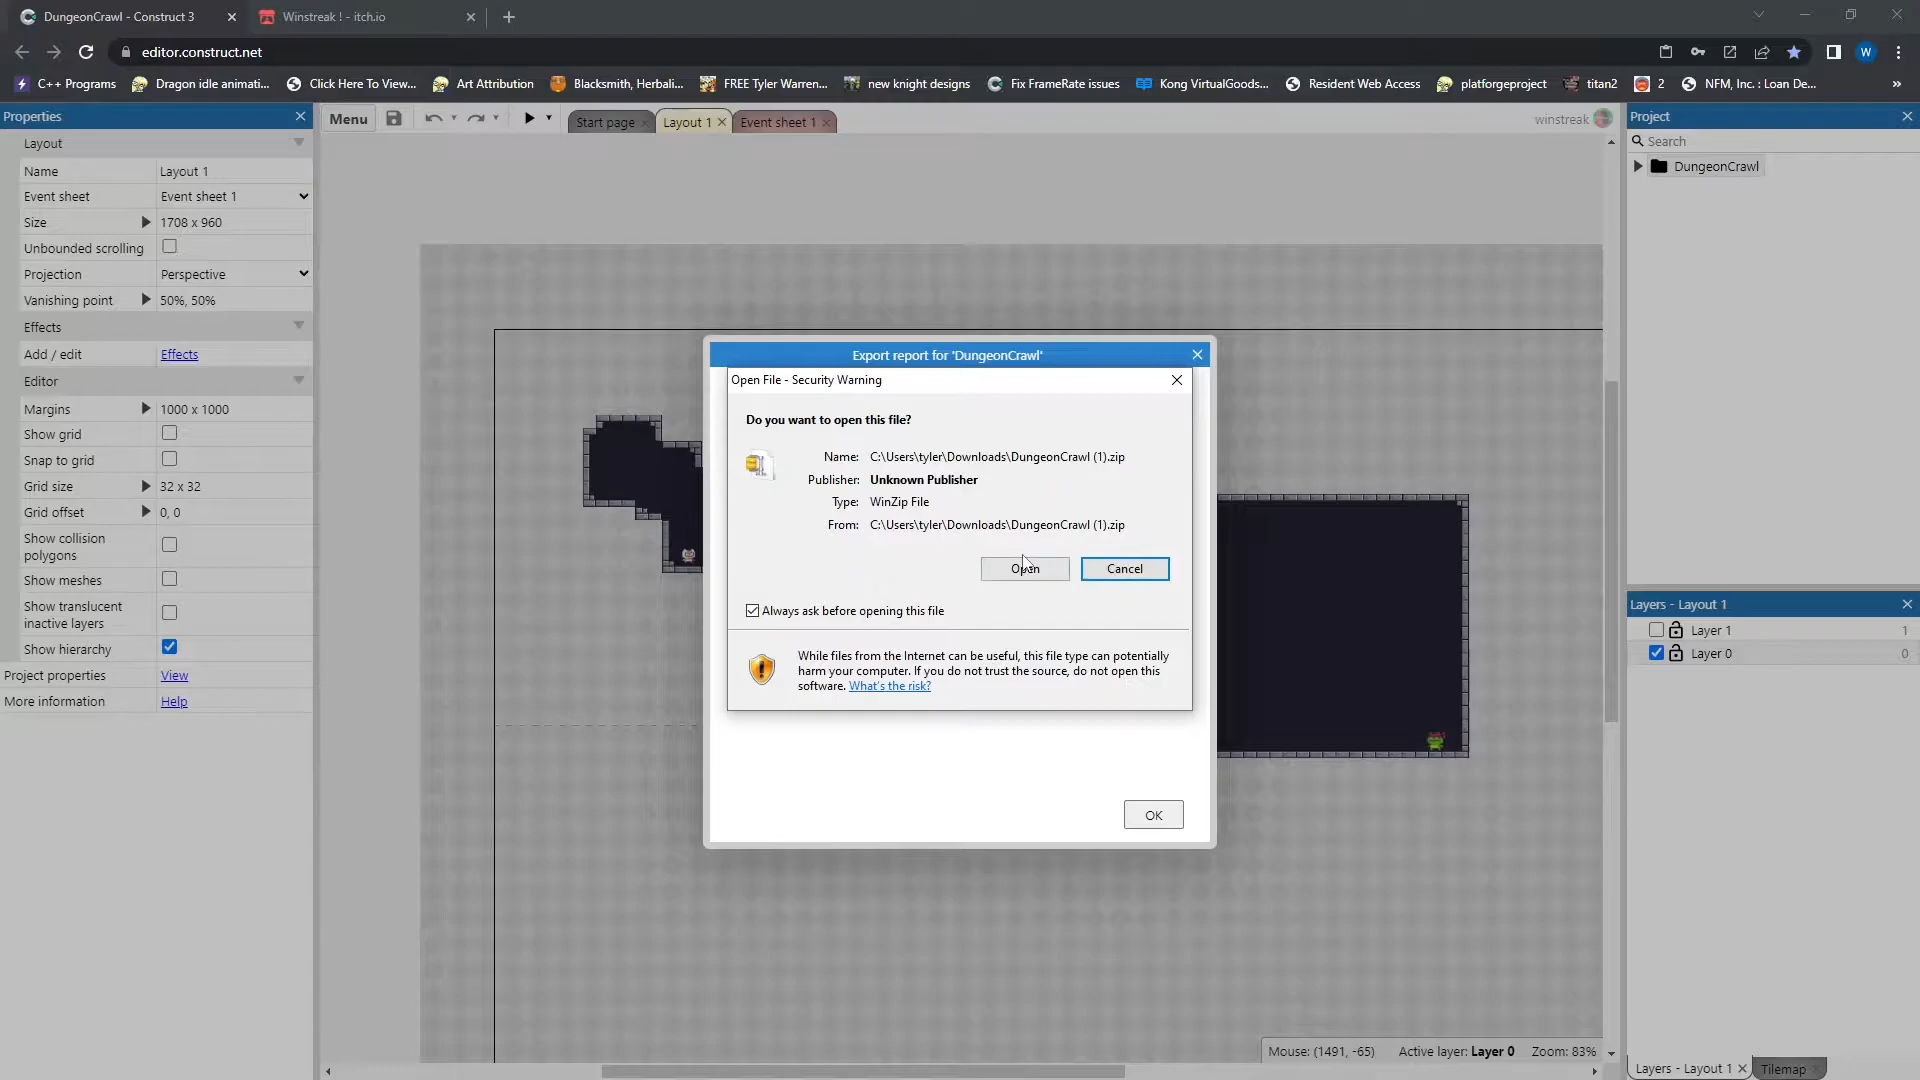 DungeonCrawl - Construct 3
Winstreak ! - itch.io
editor.construct.net
W
C++ Programs
Dragon idle animati...
Click Here To View...
Art Attribution
Blacksmith, Herbali...
FREE Tyler Warren...
new knight designs
Fix FrameRate issues
Kong VirtualGoods...
Resident Web Access
platforgeproject
titan2
2
NFM, Inc. : Loan De...
»
Properties
Menu
Start page
Layout 1
Event sheet 1
winstreak
Project
Layout
Name
Layout 1
Event sheet
Event sheet 1
Size
1708 x 960
Unbounded scrolling
Projection
Perspective
Vanishing point
50%, 50%
Effects
Add / edit
Effects
Editor
Margins
1000 x 1000
Show grid
Snap to grid
Grid size
32 x 32
Grid offset
0, 0
Show collision
polygons
Show meshes
Show translucent
inactive layers
Show hierarchy
Project properties
View
More information
Help
Export report for 'DungeonCrawl'
Open File - Security Warning
Do you want to open this file?
Name: C:\Users\tyler\Downloads\DungeonCrawl (1).zip
Publisher: Unknown Publisher
Type: WinZip File
From: C:\Users\tyler\Downloads\DungeonCrawl (1).zip
Open
Cancel
Always ask before opening this file
While files from the Internet can be useful, this file type can potentially
harm your computer. If you do not trust the source, do not open this
software. What's the risk?
OK
Search
DungeonCrawl
Layers - Layout 1
Layer 1
1
Layer 0
0
Mouse: (1491, -65)
Active layer: Layer 0
Zoom: 83%
Layers - Layout 1
Tilemap